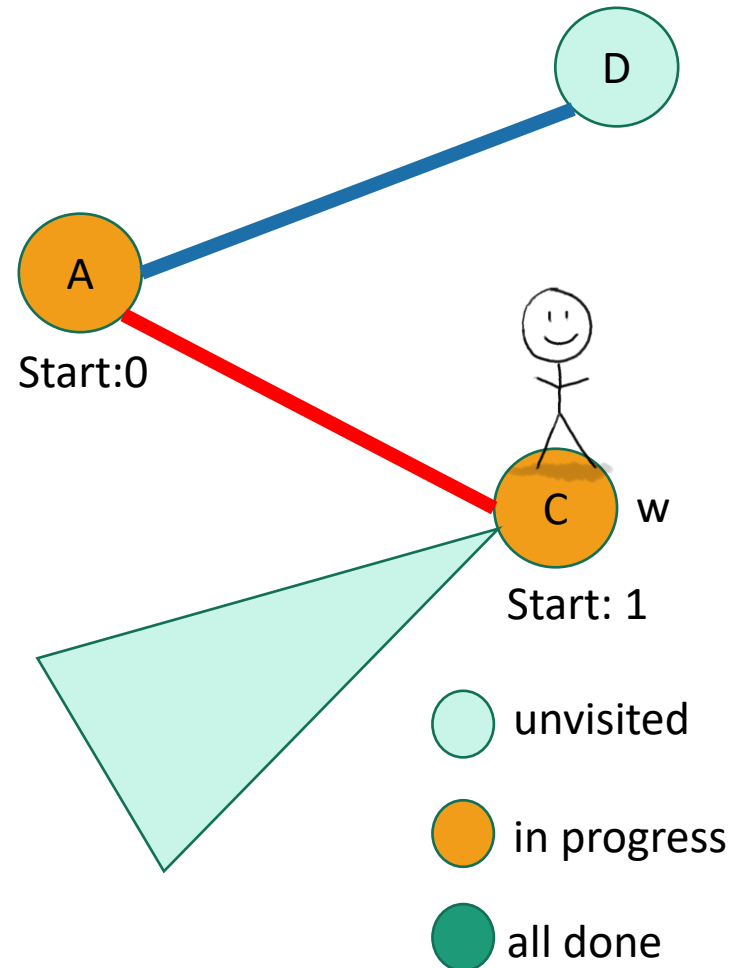 D
A
Start:0
C
w
Start: 1
unvisited
in progress
all done